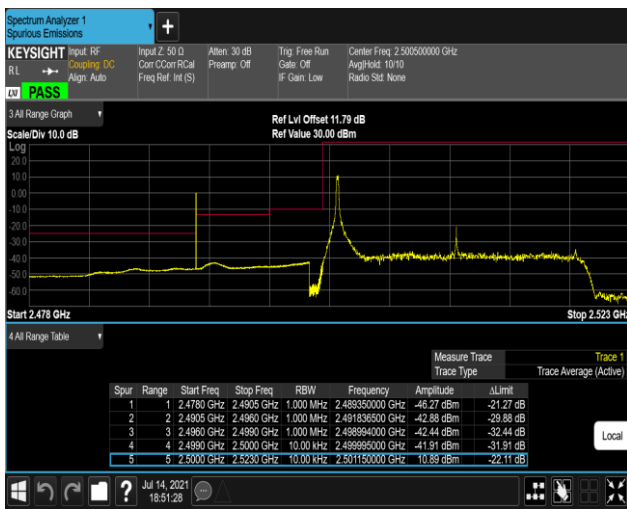 Spectrum Analyzer 1
Spurious Emissions
+
KEYSIGHT Input: RF Input Z: 50 Ω Atten: 30 dB Trig: Free Run Center Freq: 2.500500000 GHz
RL Coupling: DC Corr CCorr RCal Preamp: Off Gate: Off Avg|Hold: 10/10
Align: Auto Freq Ref: Int (S) IF Gain: Low Radio Std: None
LXI PASS
3 All Range Graph
Ref Lvl Offset 11.79 dB
Scale/Div 10.0 dB Ref Value 30.00 dBm
Log
20.0
10.0
0.00
-10.0
-20.0
-30.0
-40.0
-50.0
-60.0
Start 2.478 GHz Stop 2.523 GHz
4 All Range Table
Measure Trace Trace 1
Trace Type Trace Average (Active)
Spur Range Start Freq Stop Freq RBW Frequency Amplitude ΔLimit
1 1 2.4780 GHz 2.4905 GHz 1.000 MHz 2.489350000 GHz -46.27 dBm -21.27 dB
2 2 2.4905 GHz 2.4960 GHz 1.000 MHz 2.491836500 GHz -42.88 dBm -29.88 dB
3 3 2.4960 GHz 2.4990 GHz 1.000 MHz 2.498994000 GHz -42.44 dBm -32.44 dB
4 4 2.4990 GHz 2.5000 GHz 10.00 kHz 2.499995000 GHz -41.91 dBm -31.91 dB
5 5 2.5000 GHz 2.5230 GHz 10.00 kHz 2.501150000 GHz 10.89 dBm -22.11 dB
Local
?
Jul 14, 2021
18:51:28